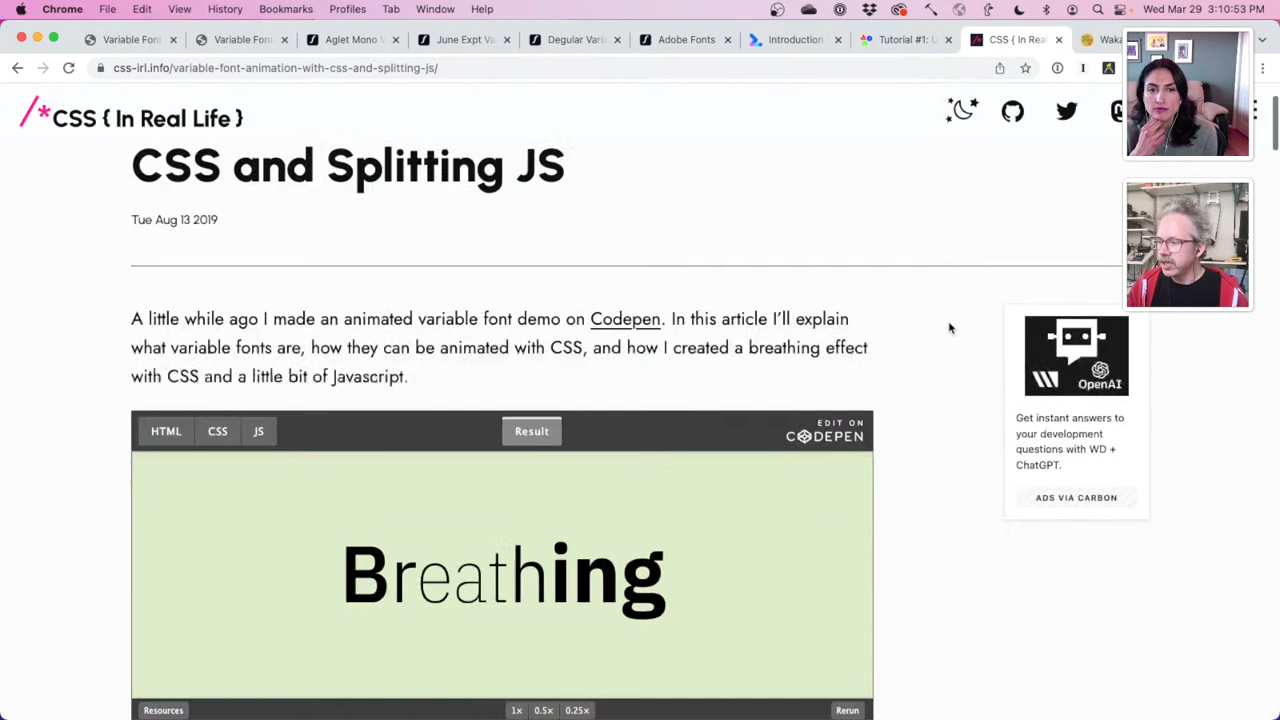 Chrome File Edit View History Bookmarks Profiles Tab Window Help Wed Mar 29 3:10:53 PM
Variable Fon
Variable Fon
Aglet Mono V
June Expt Va
Degular Vari
Adobe Fonts
Introduction
Tutorial #1: U
CSS { In Rea
Waka
css-irl.info/variable-font-animation-with-css-and-splitting-js/
/* CSS { In Real Life }
CSS and Splitting JS
Tue Aug 13 2019
A little while ago I made an animated variable font demo on Codepen. In this article I'll explain
what variable fonts are, how they can be animated with CSS, and how I created a breathing effect
with CSS and a little bit of Javascript.
OpenAI
Get instant answers to
your development
questions with WD +
ChatGPT.
ADS VIA CARBON
HTML CSS JS Result EDIT ON
CODEPEN
Breathing
Resources 1× 0.5× 0.25× Rerun